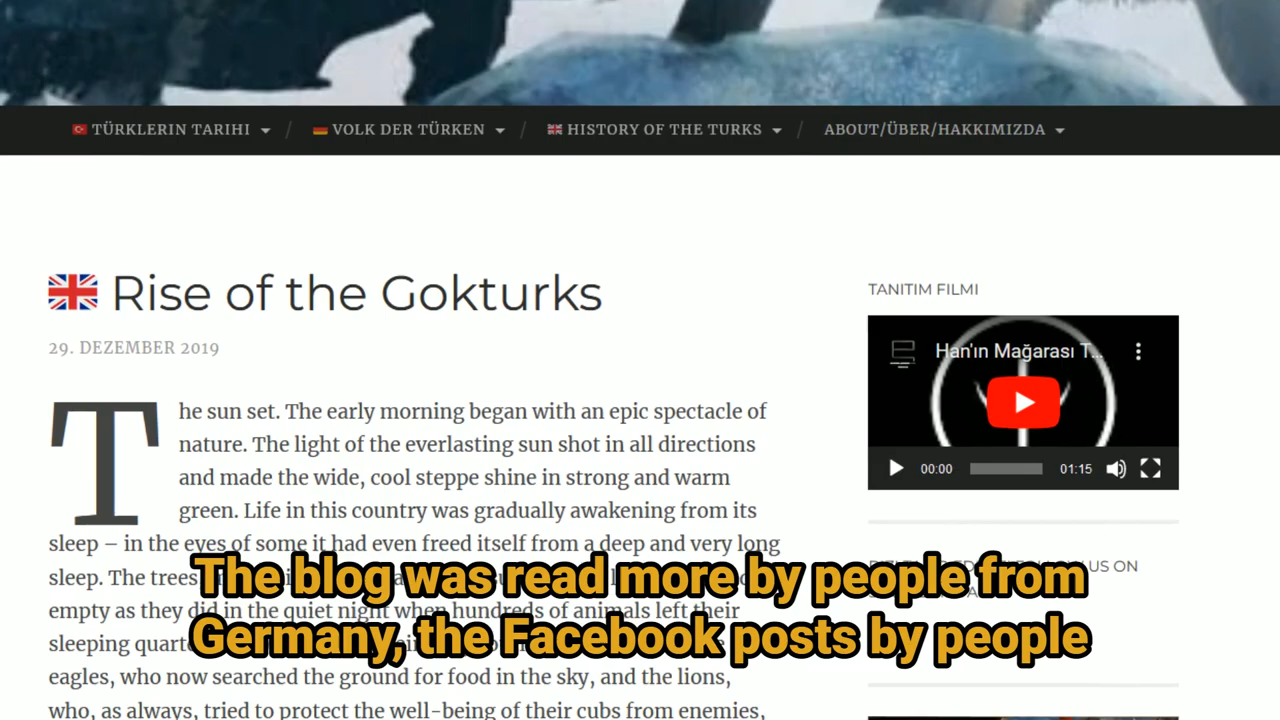 TÜRKLERIN TARIHI / VOLK DER TÜRKEN / HISTORY OF THE TURKS / ABOUT/ÜBER/HAKKIMIZDA
Rise of the Gokturks
29. DEZEMBER 2019
The sun set. The early morning began with an epic spectacle of
nature. The light of the everlasting sun shot in all directions
and made the wide, cool steppe shine in strong and warm
green. Life in this country was gradually awakening from its
sleep – in the eyes of some it had even freed itself from a deep and very long
sleep. The trees
empty as they did in the quiet night when hundreds of animals left their
sleeping
eagles, who now searched the ground for food in the sky, and the lions,
who, as always, tried to protect the well-being of their cubs from enemies,
TANITIM FILMI
Han'ın Mağarası T...
00:00 01:15
US ON
The blog was read more by people from
Germany, the Facebook posts by people